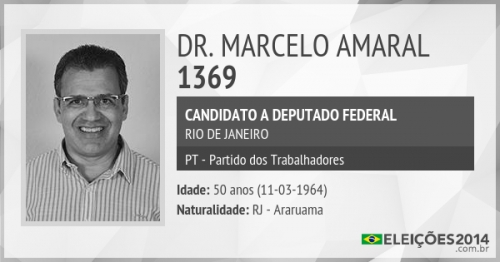 DR. MARCELO AMARAL
1369
CANDIDATO A DEPUTADO FEDERAL
RIO DE JANEIRO
PT - Partido dos Trabalhadores
Idade: 50 anos (11-03-1964)
Naturalidade: RJ - Araruama
ELEIÇÕES2014
.com.br